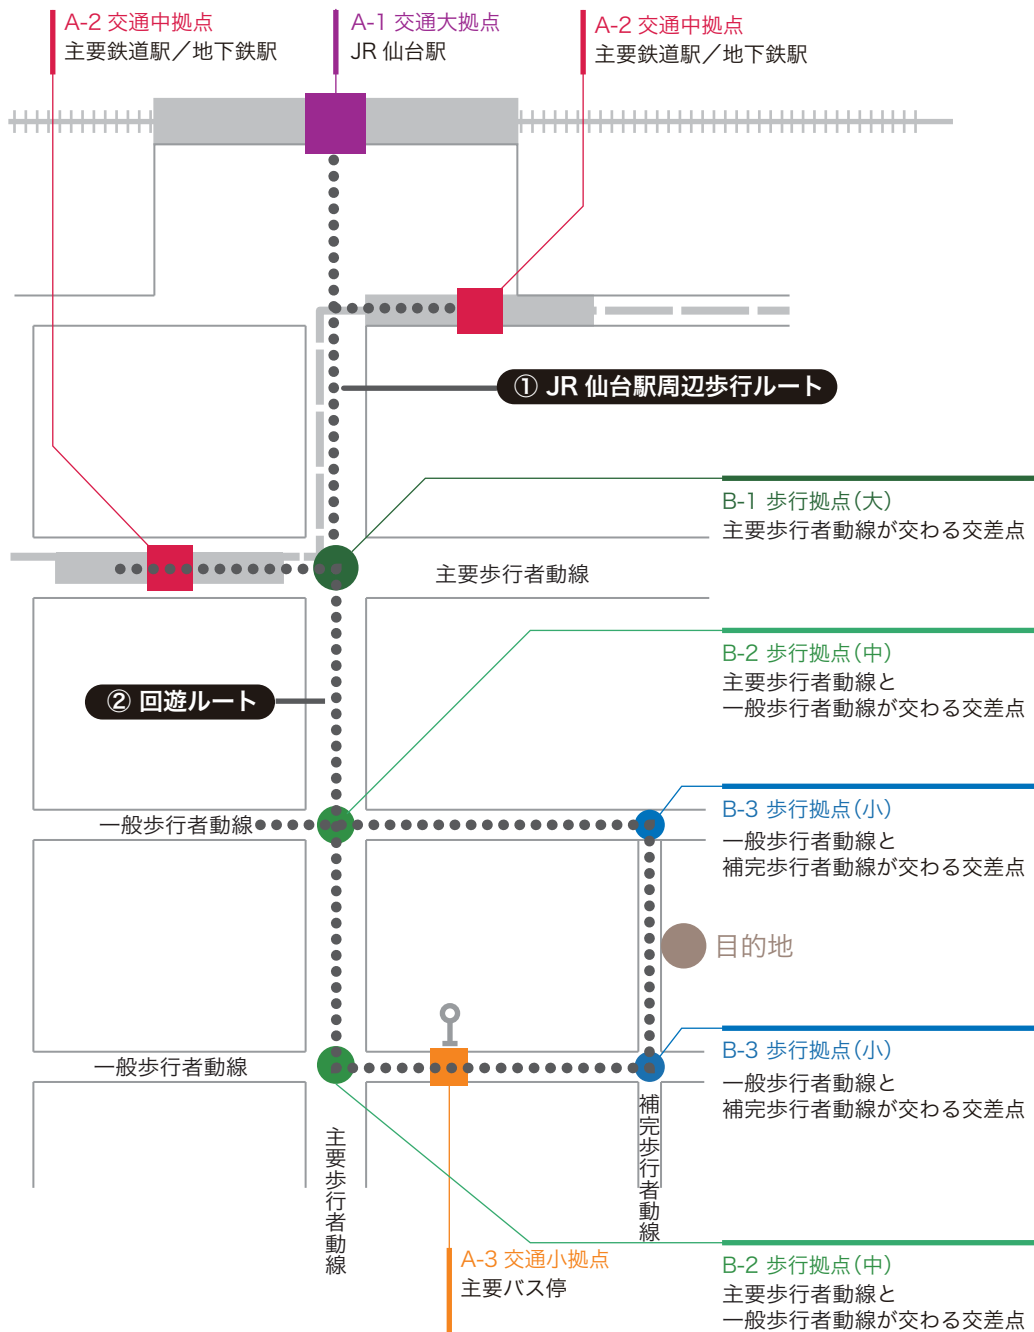 A-2 交通中拠点
主要鉄道駅／地下鉄駅
A-1 交通大拠点
JR 仙台駅
A-2 交通中拠点
主要鉄道駅／地下鉄駅
① JR 仙台駅周辺歩行ルート
B-1 歩行拠点（大）
主要歩行者動線が交わる交差点
主要歩行者動線
B-2 歩行拠点（中）
主要歩行者動線と
一般歩行者動線が交わる交差点
② 回遊ルート
B-3 歩行拠点（小）
一般歩行者動線と
補完歩行者動線が交わる交差点
一般歩行者動線
目的地
B-3 歩行拠点（小）
一般歩行者動線と
補完歩行者動線が交わる交差点
一般歩行者動線
主要歩行者動線
補完歩行者動線
A-3 交通小拠点
主要バス停
B-2 歩行拠点（中）
主要歩行者動線と
一般歩行者動線が交わる交差点